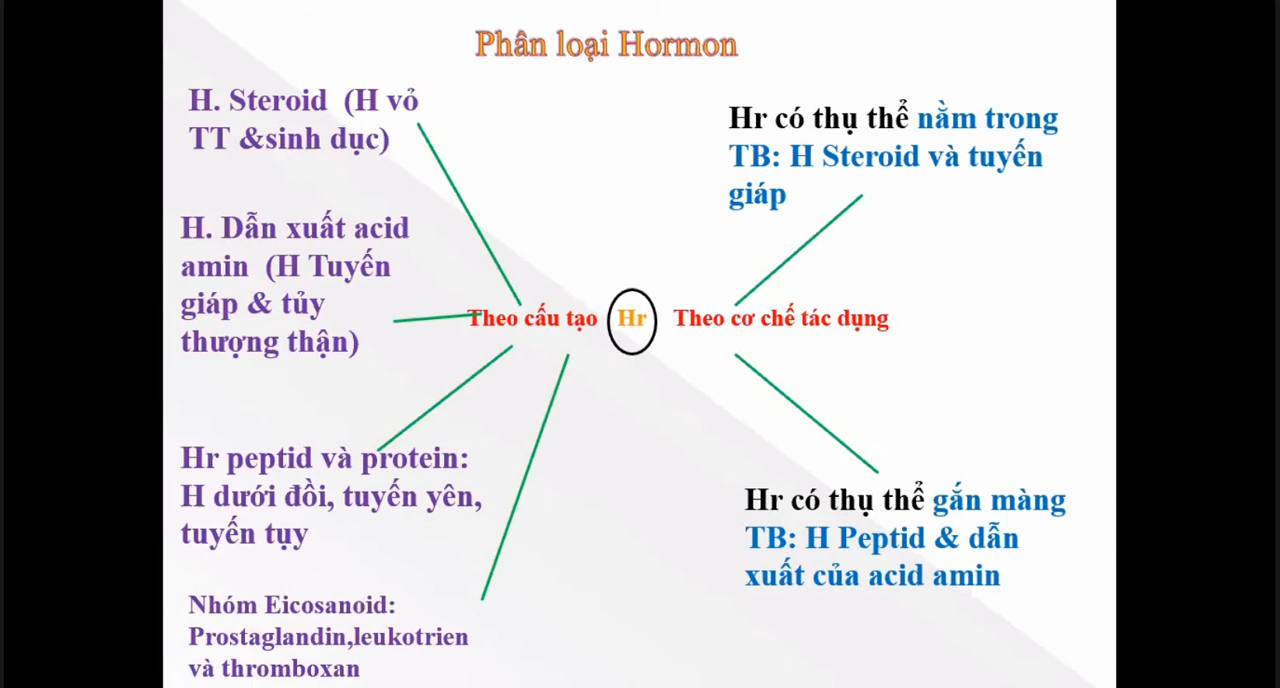 Phân loại Hormon
H. Steroid (H vỏ
TT &sinh dục)
H. Dẫn xuất acid
amin (H Tuyến
giáp & tủy
thượng thận)
Hr peptid và protein:
H dưới đồi, tuyến yên,
tuyến tụy
Nhóm Eicosanoid:
Prostaglandin,leukotrien
và thromboxan
Theo cấu tạo
Hr
Theo cơ chế tác dụng
Hr có thụ thể nằm trong
TB: H Steroid và tuyến
giáp
Hr có thụ thể gắn màng
TB: H Peptid & dẫn
xuất của acid amin